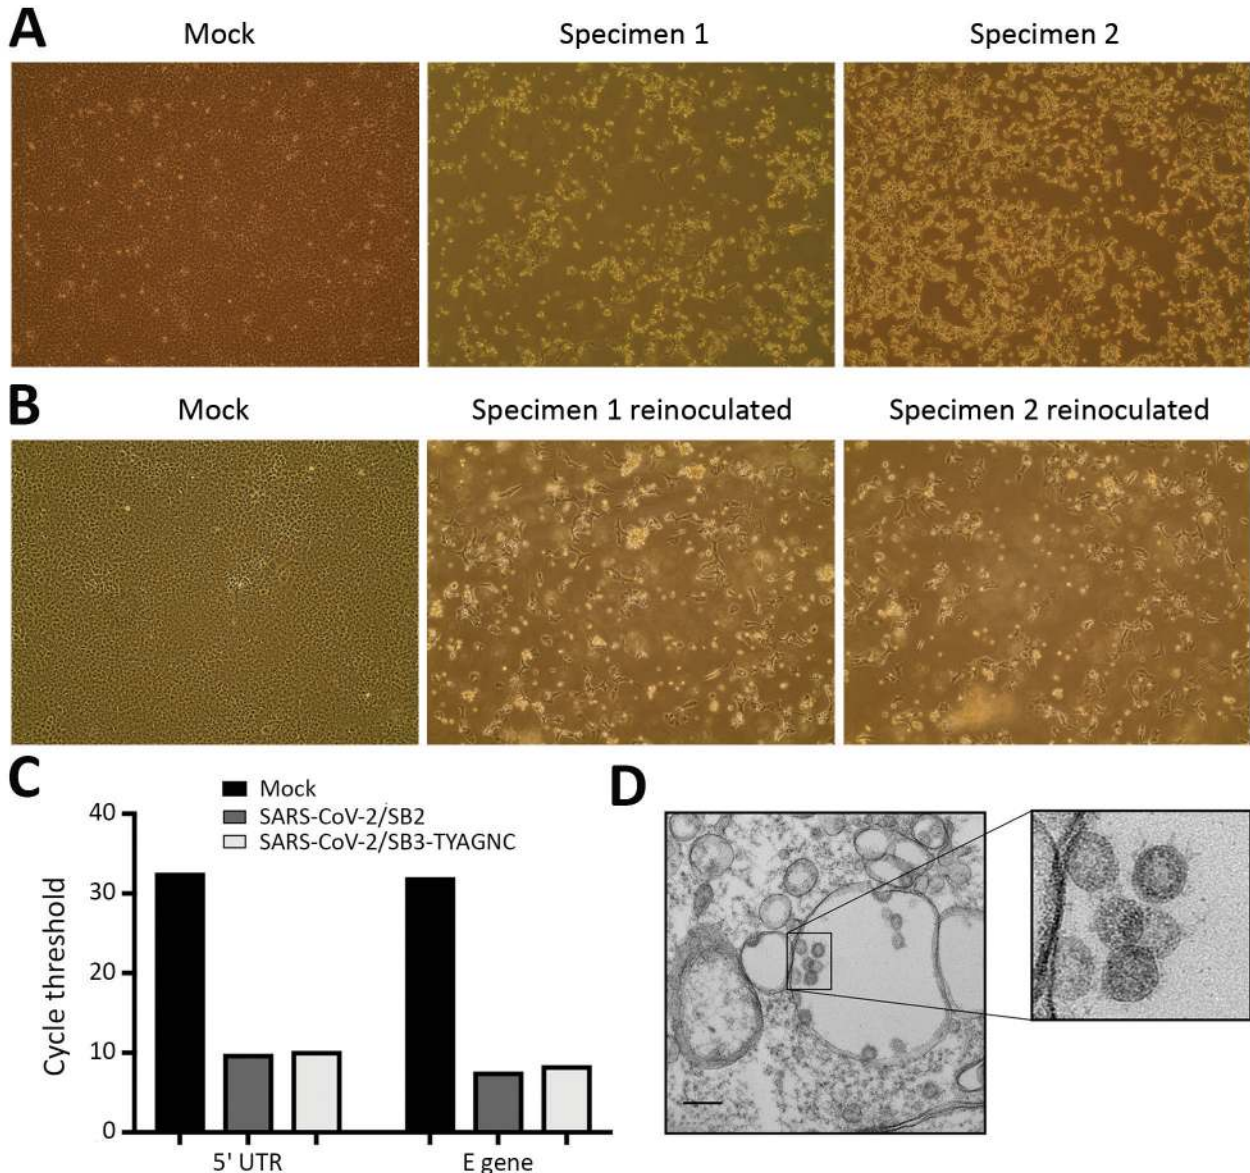 A
Mock
Specimen 1
Specimen 2
B
Mock
Specimen 1 reinoculated
Specimen 2 reinoculated
C
Mock
SARS-CoV-2/SB2
SARS-CoV-2/SB3-TYAGNC
Cycle threshold
40
30
20
10
0
5' UTR
E gene
D